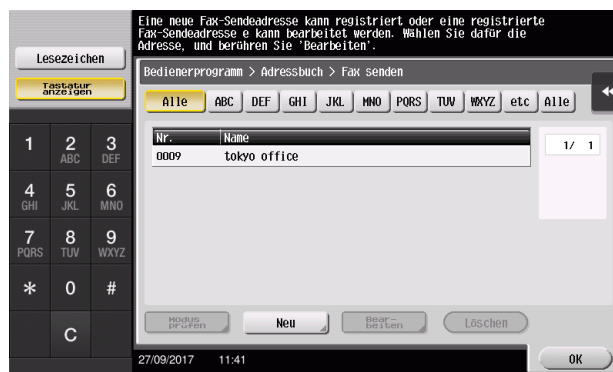 Eine neue Fax-Sendeadresse kann registriert oder eine registrierte
Fax-Sendeadresse e kann bearbeitet werden. Wählen Sie dafür die
Adresse, und berühren Sie 'Bearbeiten'.
Lesezeichen
Tastatur
anzeigen
Bedienerprogramm > Adressbuch > Fax senden
Alle ABC DEF GHI JKL MNO PQRS TUV WXYZ etc Alle
Nr. Name
0009 tokyo office
1/ 1
1 2 3
ABC DEF
4 5 6
GHI JKL MNO
7 8 9
PQRS TUV WXYZ
* 0 #
C
Modus
prüfen
Neu
Bear-
beiten
Löschen
27/09/2017 11:41
OK